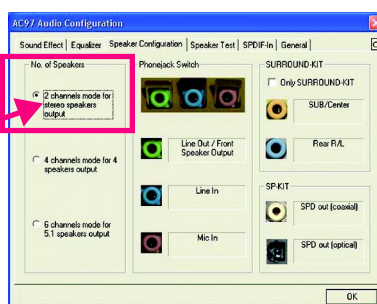 AC97 Audio Configuration
Sound Effect | Equalizer | Speaker Configuration | Speaker Test | SPDIF-In | General
No. of Speakers
2 channels mode for
stereo speakers
output
4 channels mode for 4
speakers output
6 channels mode for
5.1 speakers output
Phonejack Switch
Line Out / Front
Speaker Output
Line In
Mic In
SURROUND-KIT
Only SURROUND-KIT
SUB/Center
Rear R/L
SP-KIT
SPD out (coaxial)
SPD out (optical)
OK